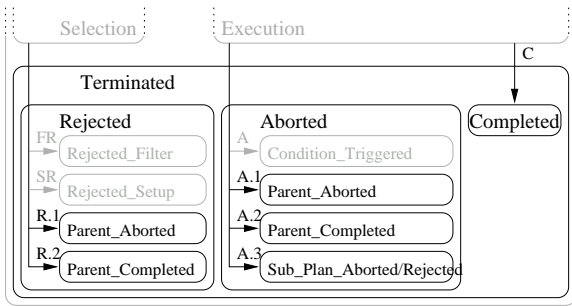 Selection
Execution
C
Terminated
Rejected
Aborted
Completed
FR
Rejected_Filter
A
Condition_Triggered
SR
Rejected_Setup
A.1
Parent_Aborted
R.1
Parent_Aborted
A.2
Parent_Completed
R.2
Parent_Completed
A.3
Sub_Plan_Aborted/Rejected